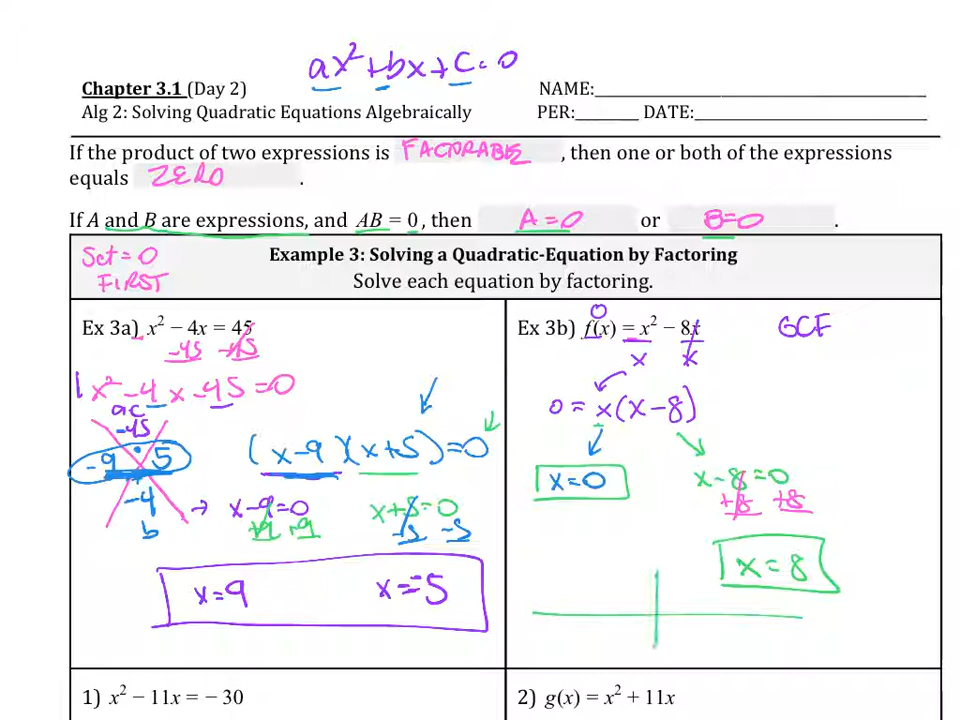 ax² + bx + c = 0
Chapter 3.1 (Day 2) NAME:
Alg 2: Solving Quadratic Equations Algebraically PER: DATE:
If the product of two expressions is FACTORABLE , then one or both of the expressions
equals ZERO .
If A and B are expressions, and AB = 0 , then A = 0 or B = 0
Set = 0
FIRST
Example 3: Solving a Quadratic-Equation by Factoring
Solve each equation by factoring.
Ex 3a) x² − 4x = 45
-45 -45
1x² - 4x - 45 = 0
ac
-45
-9 · 5
+
-4
b
(x-9)(x+5) = 0
→ x-9=0 x+5=0
+9 +9 -5 -5
x=9 x=-5
Ex 3b) f(x) = x² − 8x GCF
0
x x
0 = x(x-8)
x=0 x-8=0
+8 +8
x=8
1) x² − 11x = − 30
2) g(x) = x² + 11x